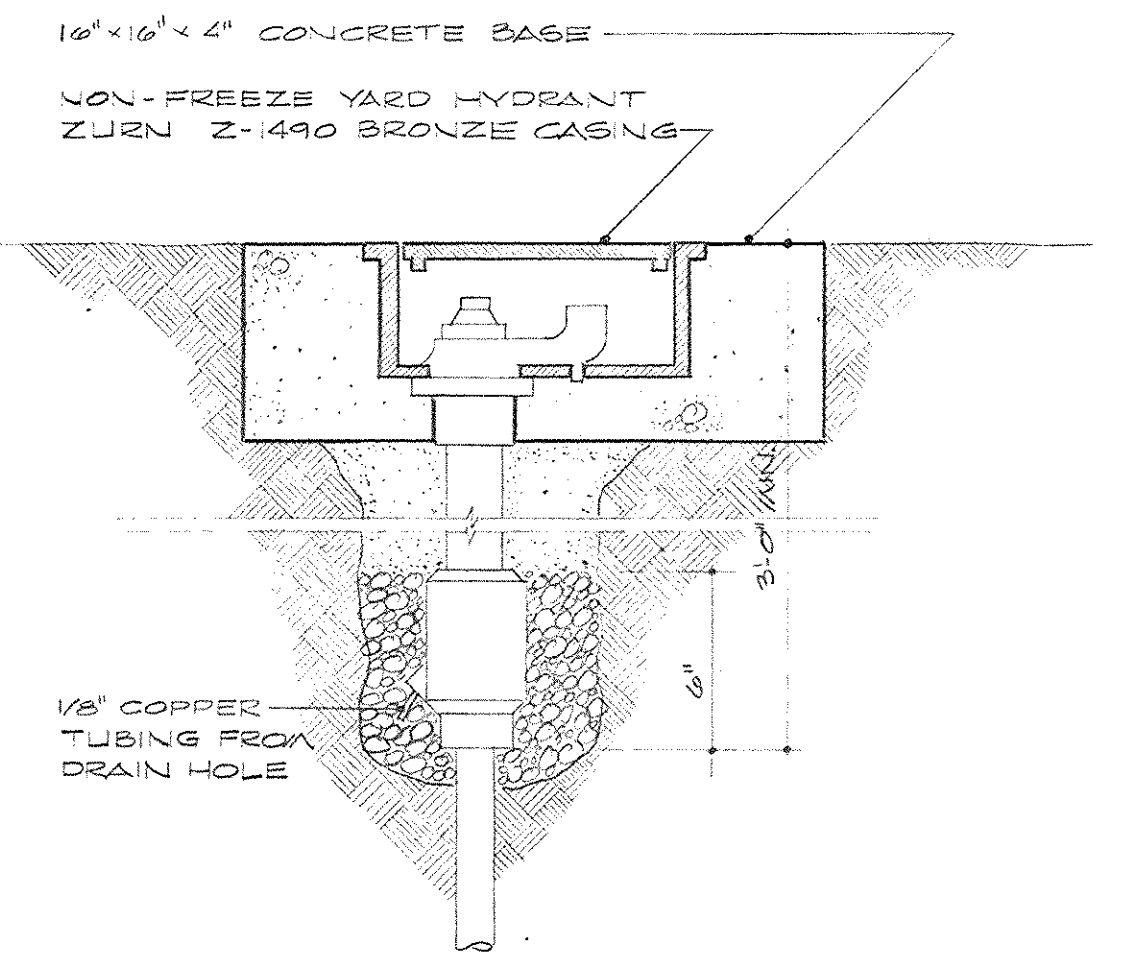 16"x16"x 4" CONCRETE BASE
NON-FREEZE YARD HYDRANT
ZURN Z-1490 BRONZE CASING
3'-0" MIN.
6"
1/8" COPPER
TUBING FROM
DRAIN HOLE